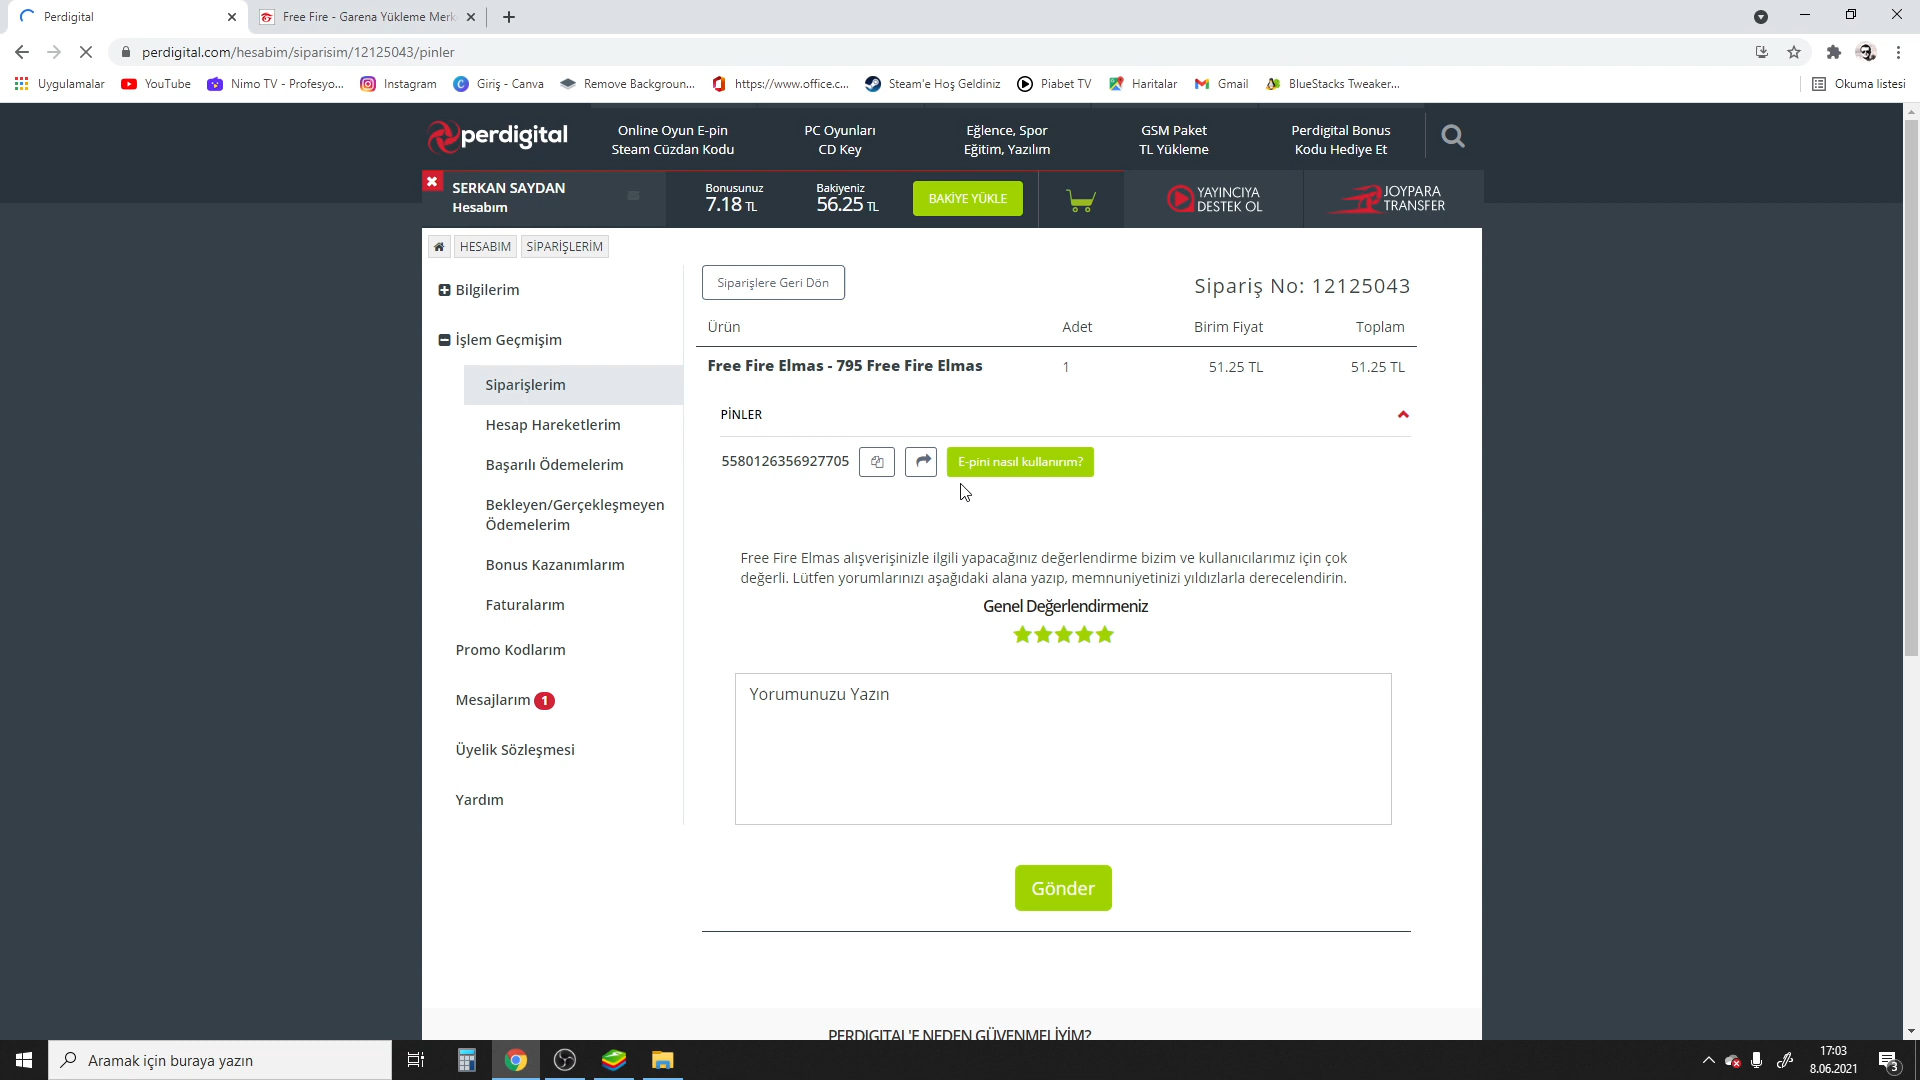 Perdigital
Free Fire - Garena Yükleme Merk
perdigital.com/hesabim/siparisim/12125043/pinler
Uygulamalar
YouTube
Nimo TV - Profesyo...
Instagram
Giriş - Canva
Remove Backgroun...
https://www.office.c...
Steam'e Hoş Geldiniz
Piabet TV
Haritalar
Gmail
BlueStacks Tweaker...
Okuma listesi
perdigital
Online Oyun E-pin
Steam Cüzdan Kodu
PC Oyunları
CD Key
Eğlence, Spor
Eğitim, Yazılım
GSM Paket
TL Yükleme
Perdigital Bonus
Kodu Hediye Et
SERKAN SAYDAN
Hesabım
Bonusunuz
7.18 TL
Bakiyeniz
56.25 TL
BAKİYE YÜKLE
YAYINCIYA
DESTEK OL
JOYPARA
TRANSFER
HESABIM
SİPARİŞLERİM
Bilgilerim
İşlem Geçmişim
Siparişlerim
Hesap Hareketlerim
Başarılı Ödemelerim
Bekleyen/Gerçekleşmeyen
Ödemelerim
Bonus Kazanımlarım
Faturalarım
Promo Kodlarım
Mesajlarım 1
Üyelik Sözleşmesi
Yardım
Siparişlere Geri Dön
Sipariş No: 12125043
Ürün Adet Birim Fiyat Toplam
Free Fire Elmas - 795 Free Fire Elmas 1 51.25 TL 51.25 TL
PİNLER
5580126356927705
E-pini nasıl kullanırım?
Free Fire Elmas alışverişinizle ilgili yapacağınız değerlendirme bizim ve kullanıcılarımız için çok
değerli. Lütfen yorumlarınızı aşağıdaki alana yazıp, memnuniyetinizi yıldızlarla derecelendirin.
Genel Değerlendirmeniz
Yorumunuzu Yazın
Gönder
PERDIGITAL'E NEDEN GÜVENMELİYİM?
Aramak için buraya yazın
17:03
8.06.2021
3